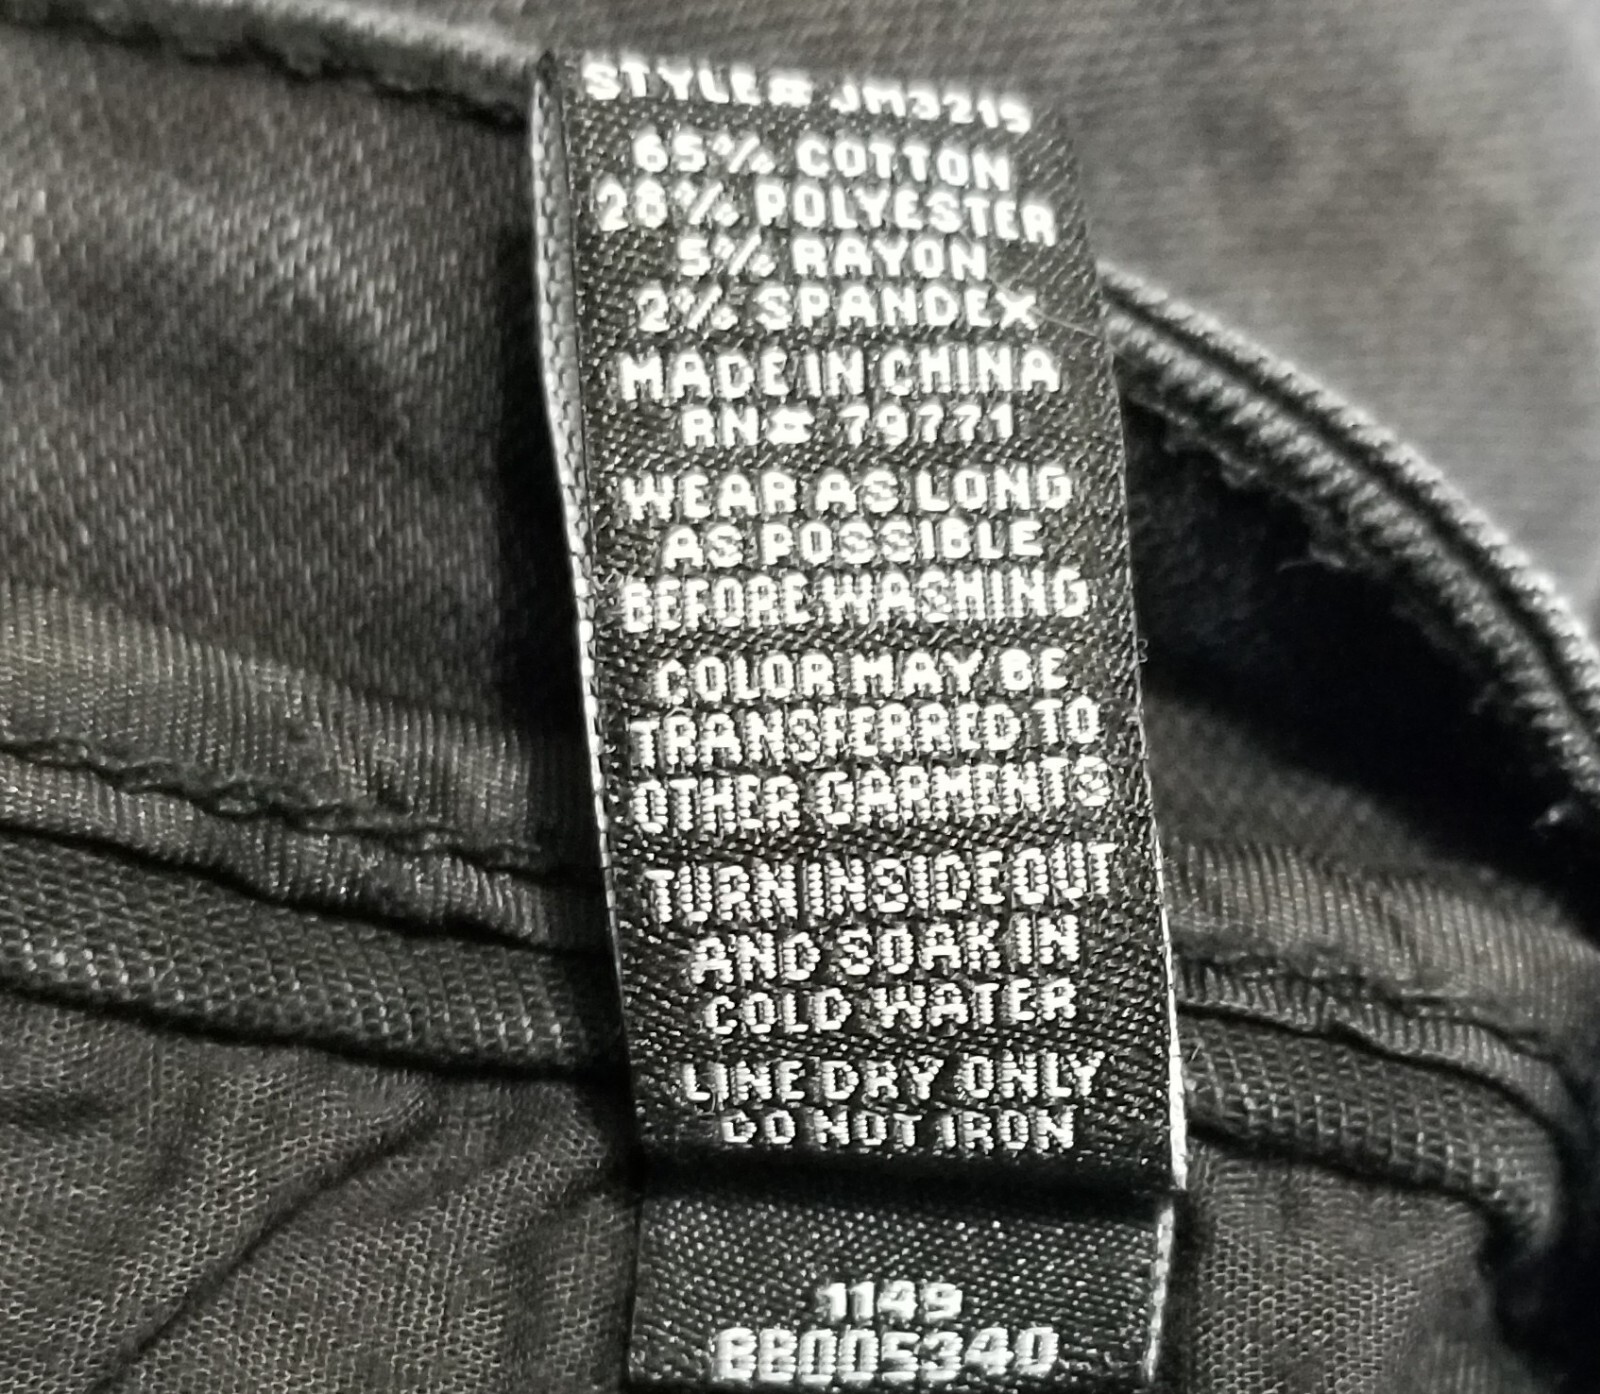 STYLE# JM3219
65% COTTON
28% POLYESTER
5% RAYON
2% SPANDEX
MADE IN CHINA
RN# 79771
WEAR AS LONG
AS POSSIBLE
BEFORE WASHING
COLOR MAY BE
TRANSFERRED TO
OTHER GARMENTS
TURN INSIDE OUT
AND SOAK IN
COLD WATER
LINE DRY ONLY
DO NOT IRON
1149